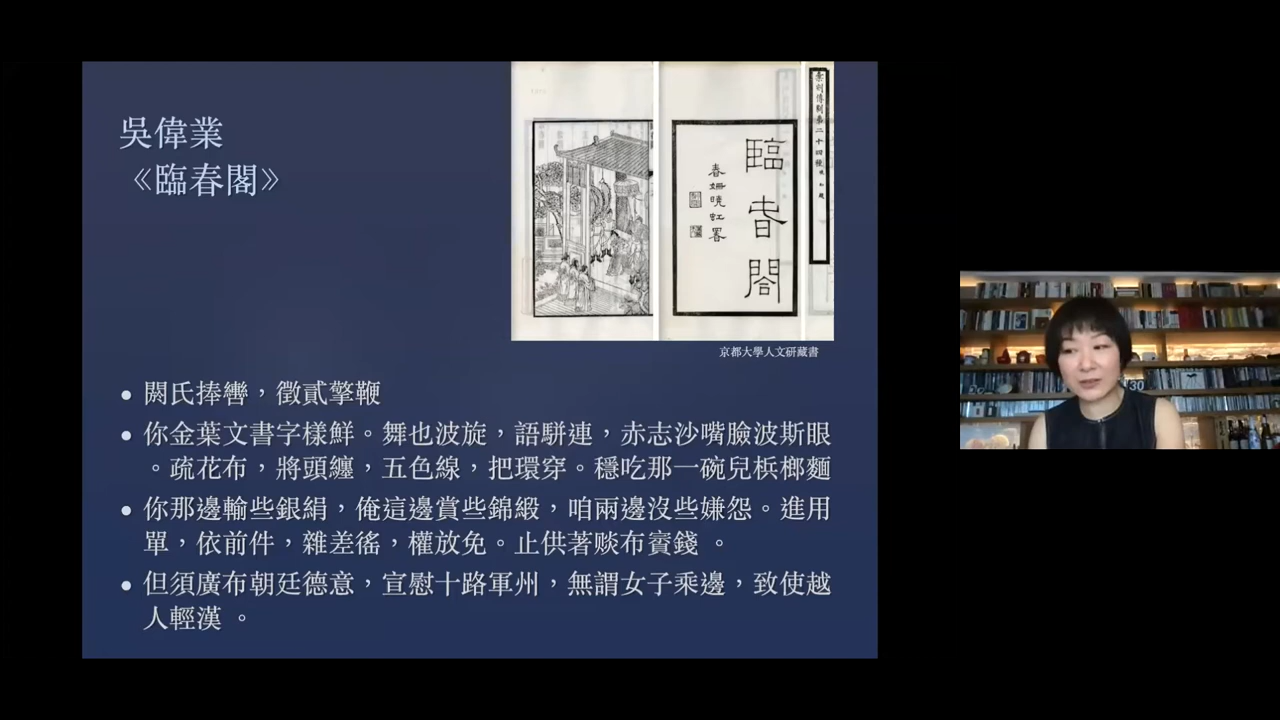 吳偉業
《臨春閣》
臨春閣
春姍曉虹署
京都大學人文研藏書
• 閼氏捧轡，徵貳擎鞭
• 你金葉文書字樣鮮。舞也波旋，語駢連，赤志沙嘴臉波斯眼
。疏花布，將頭纏，五色線，把環穿。穩吃那一碗兒梹榔麵
• 你那邊輸些銀絹，俺這邊賞些錦緞，咱兩邊沒些嫌怨。進用
單，依前件，雜差徭，權放免。止供著賧布賨錢 。
• 但須廣布朝廷德意，宣慰十路軍州，無謂女子乘邊，致使越
人輕漢 。
30